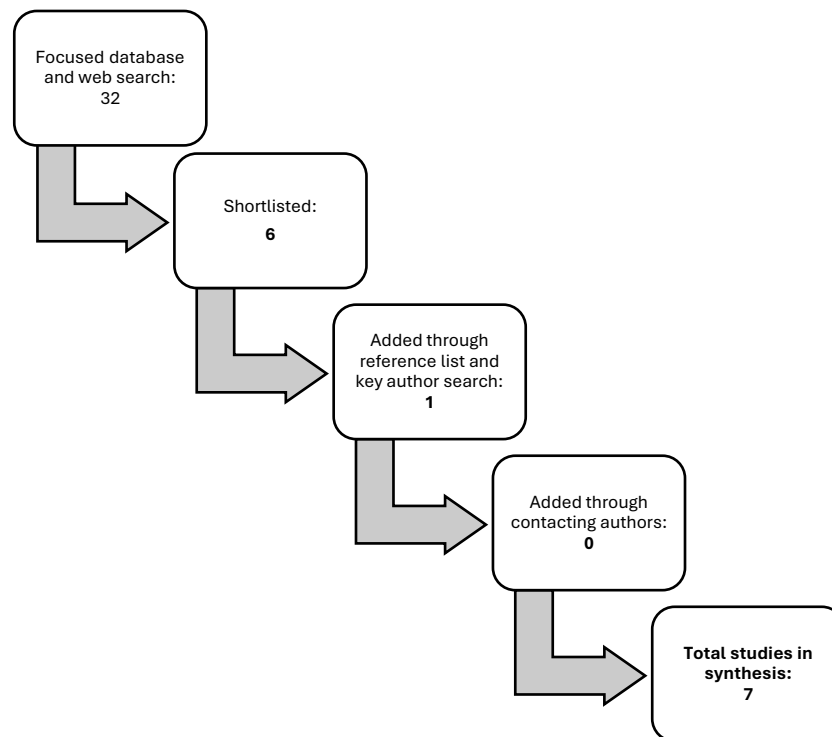 Focused database
and web search:
32
Shortlisted:
6
Added through
reference list and
key author search:
1
Added through
contacting authors:
0
Total studies in
synthesis:
7